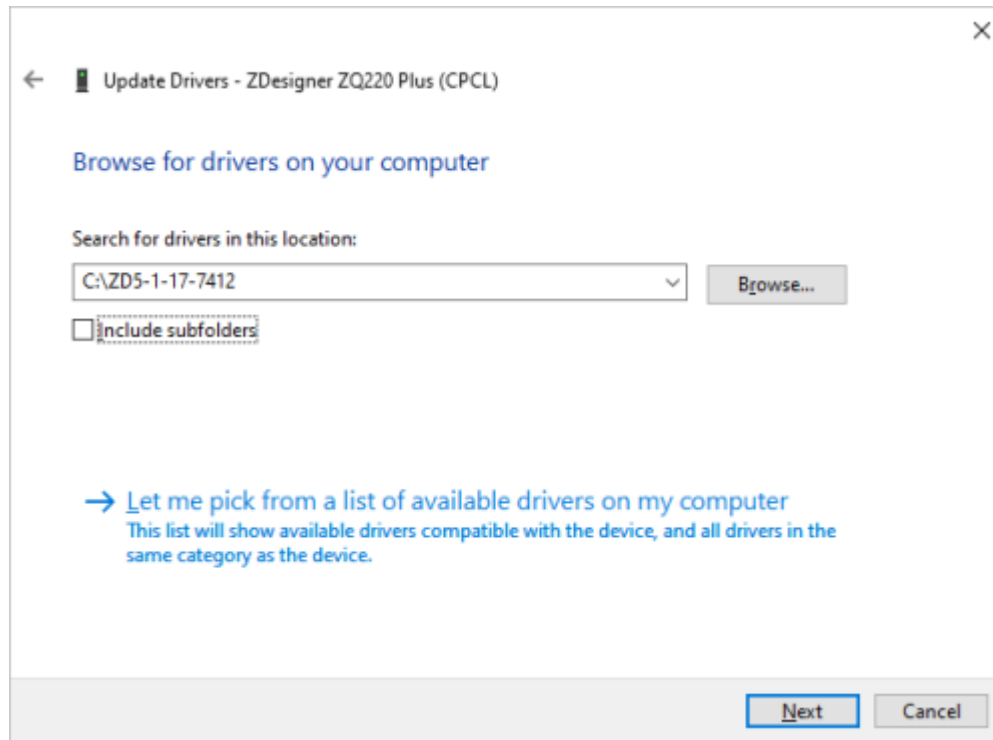 Update Drivers - ZDesigner ZQ220 Plus (CPCL)
Browse for drivers on your computer
Search for drivers in this location:
C:\ZD5-1-17-7412
Browse...
Include subfolders
Let me pick from a list of available drivers on my computer
This list will show available drivers compatible with the device, and all drivers in the
same category as the device.
Next
Cancel